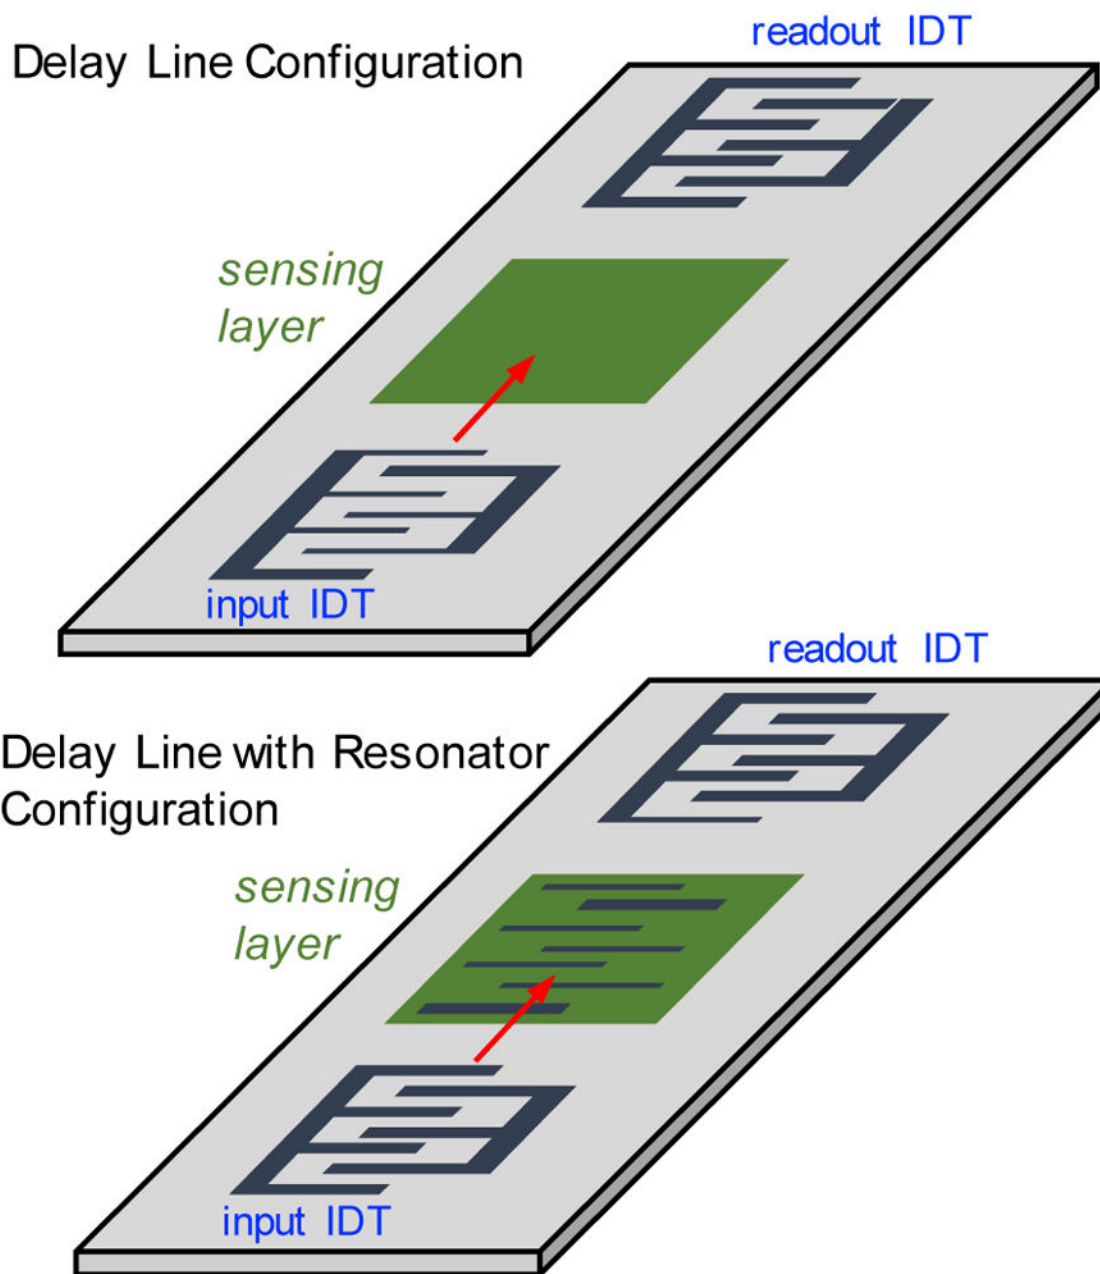 readout IDT
Delay Line Configuration
sensing
layer
input IDT
readout IDT
Delay Line with Resonator
Configuration
sensing
layer
input IDT